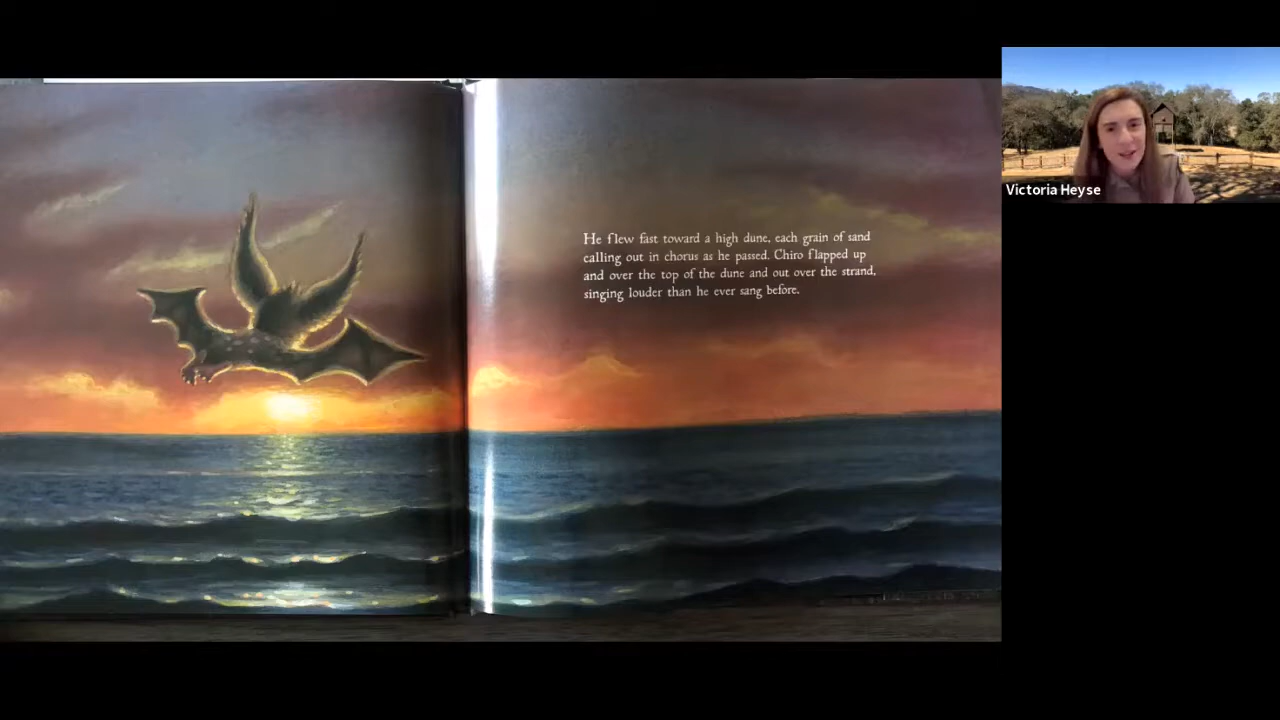 He flew fast toward a high dune, each grain of sand
calling out in chorus as he passed. Chiro flapped up
and over the top of the dune and out over the strand,
singing louder than he ever sang before.
Victoria Heyse